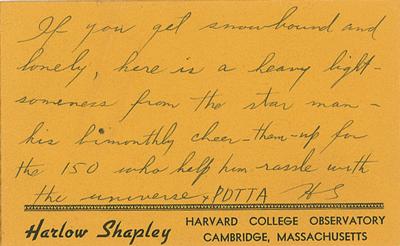 If you get snowbound and
lonely, here is a heavy light-
someness from the star man -
his bimonthly cheer-them-up for
the 150 who help him rassle with
the universe, POTTA HS
Harlow Shapley HARVARD COLLEGE OBSERVATORY
CAMBRIDGE, MASSACHUSETTS